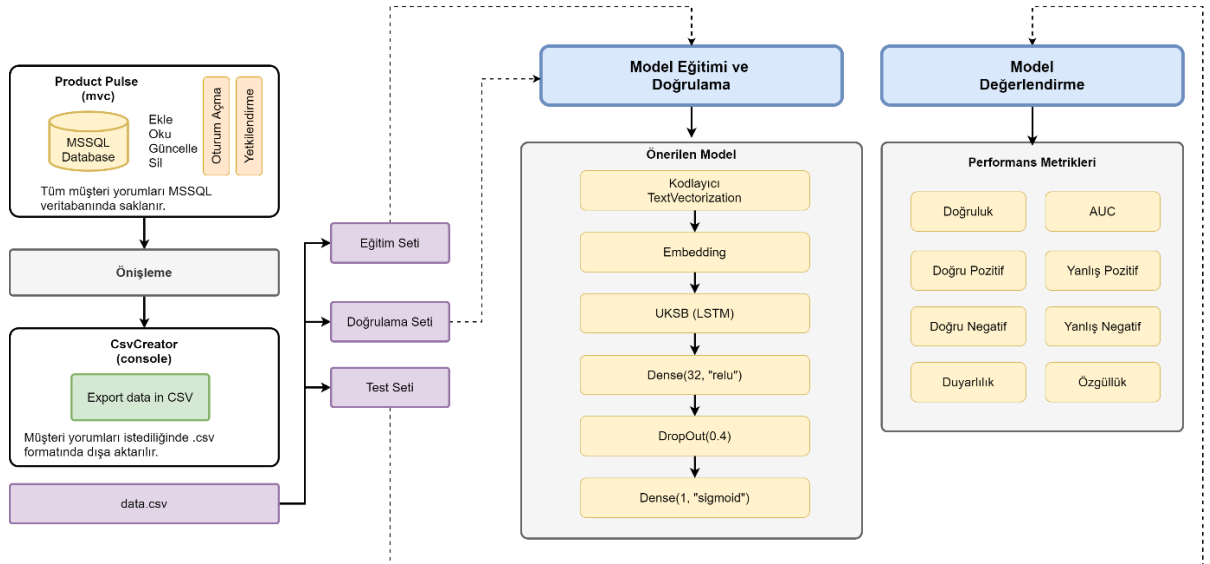 Product Pulse
(mvc)
MSSQL
Database
Ekle
Oku
Güncelle
Sil
Oturum Açma
Yetkilendirme
Tüm müşteri yorumları MSSQL
veritabanında saklanır.
Önişleme
CsvCreator
(console)
Export data in CSV
Müşteri yorumları istediliğinde .csv
formatında dışa aktarılır.
data.csv
Eğitim Seti
Doğrulama Seti
Test Seti
Model Eğitimi ve
Doğrulama
Önerilen Model
Kodlayıcı
TextVectorization
Embedding
UKSB (LSTM)
Dense(32, "relu")
DropOut(0.4)
Dense(1, "sigmoid")
Model
Değerlendirme
Performans Metrikleri
Doğruluk
AUC
Doğru Pozitif
Yanlış Pozitif
Doğru Negatif
Yanlış Negatif
Duyarlılık
Özgüllük